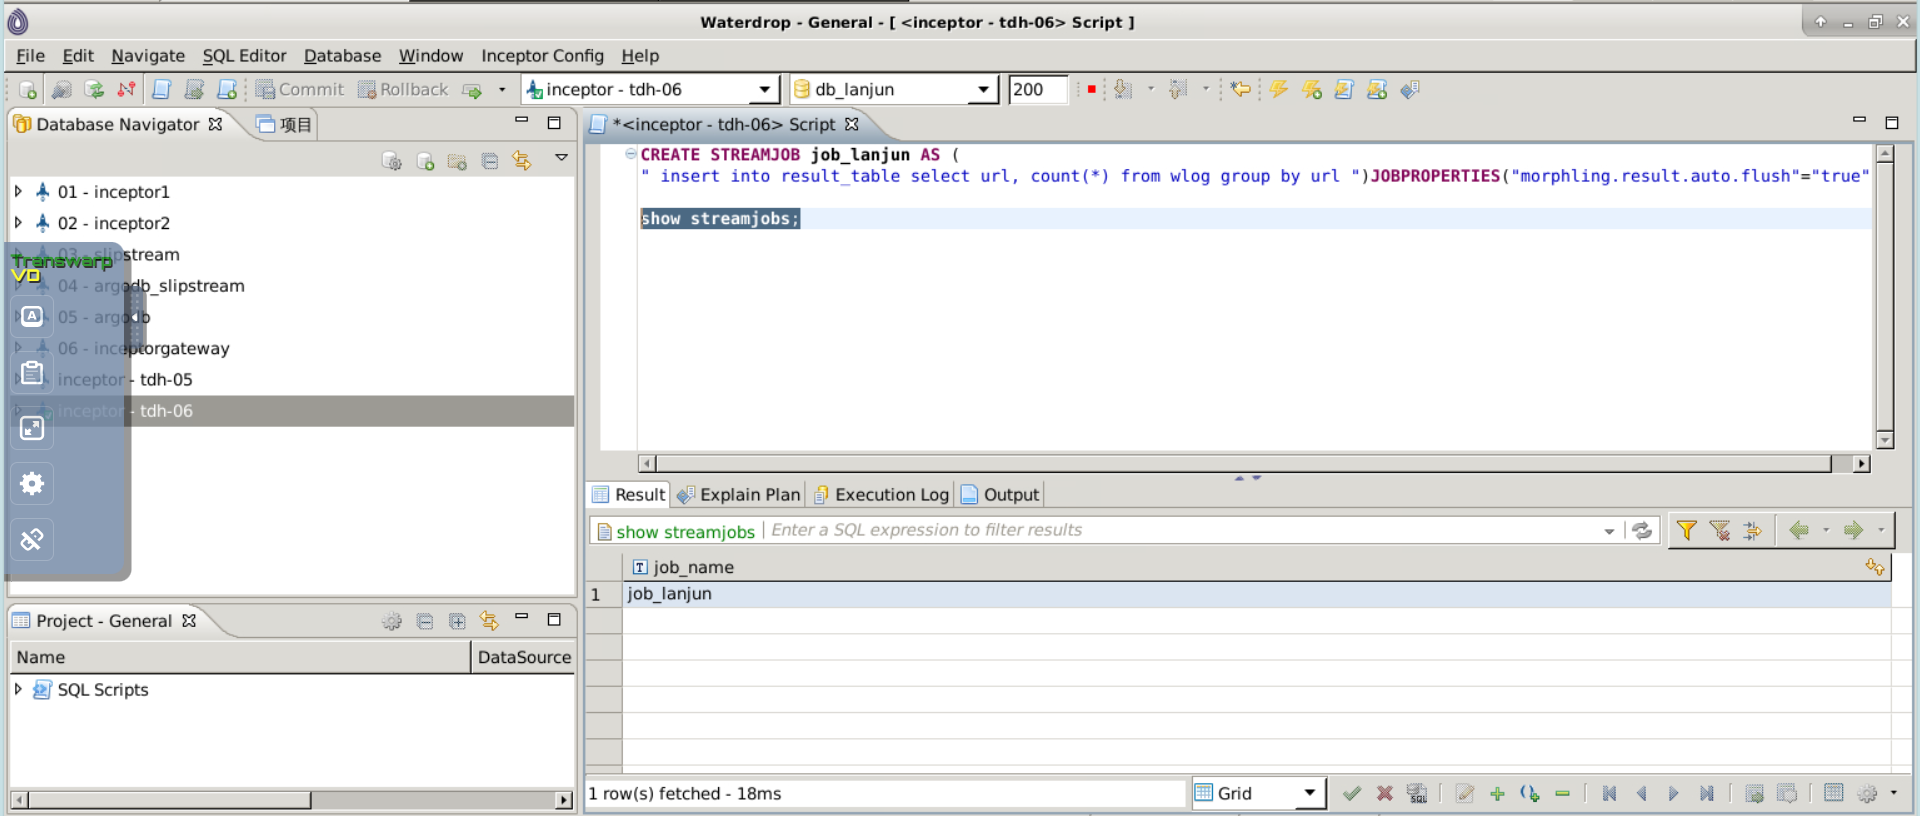 Waterdrop - General - [ <inceptor - tdh-06> Script ]
File Edit Navigate SQL Editor Database Window Inceptor Config Help
Commit Rollback inceptor - tdh-06 db_lanjun 200
Database Navigator 项目
*<inceptor - tdh-06> Script
01 - inceptor1
02 - inceptor2
03 - slipstream
04 - argodb_slipstream
05 - argodb
06 - inceptorgateway
inceptor - tdh-05
inceptor - tdh-06
Transwarp
VD
A
CREATE STREAMJOB job_lanjun AS (
" insert into result_table select url, count(*) from wlog group by url ")JOBPROPERTIES("morphling.result.auto.flush"="true"
show streamjobs;
Result Explain Plan Execution Log Output
show streamjobs Enter a SQL expression to filter results
job_name
1 job_lanjun
Project - General
Name DataSource
SQL Scripts
1 row(s) fetched - 18ms
Grid
SQL